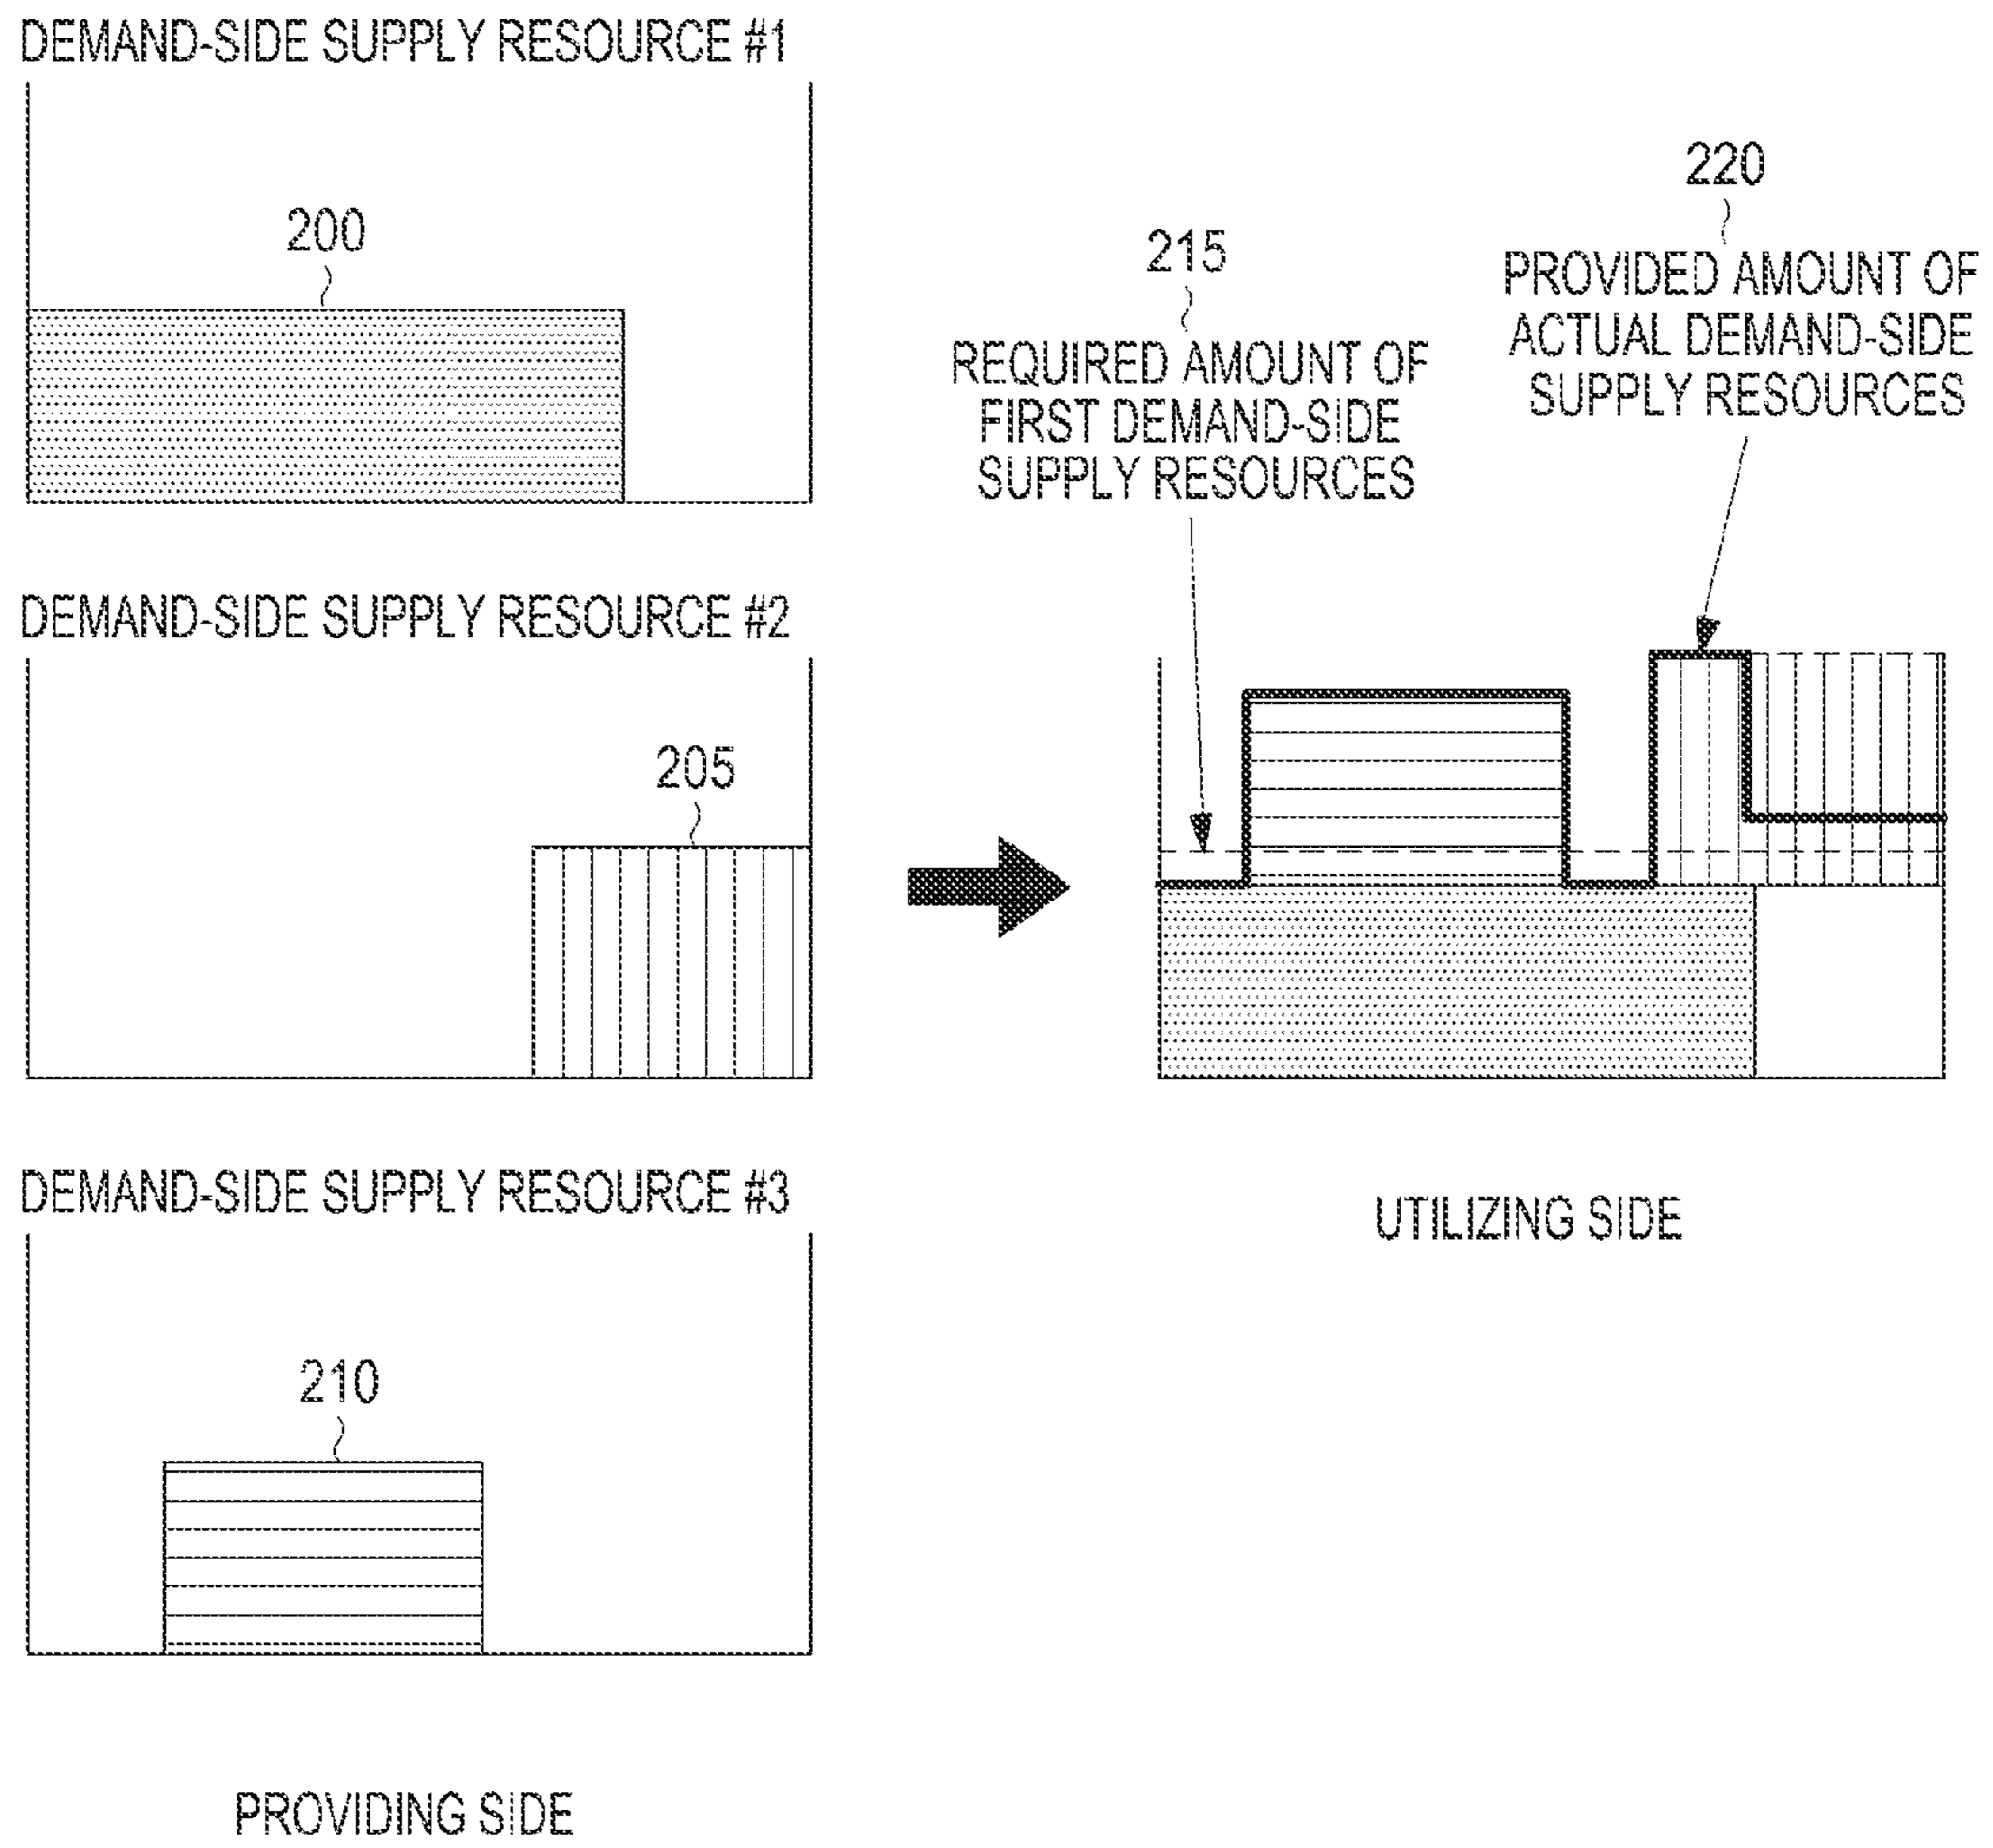 DEMAND-SIDE SUPPLY RESOURCE #1
200
DEMAND-SIDE SUPPLY RESOURCE #2
205
DEMAND-SIDE SUPPLY RESOURCE #3
210
PROVIDING SIDE
215
REQUIRED AMOUNT OF
FIRST DEMAND-SIDE
SUPPLY RESOURCES
220
PROVIDED AMOUNT OF
ACTUAL DEMAND-SIDE
SUPPLY RESOURCES
UTILIZING SIDE